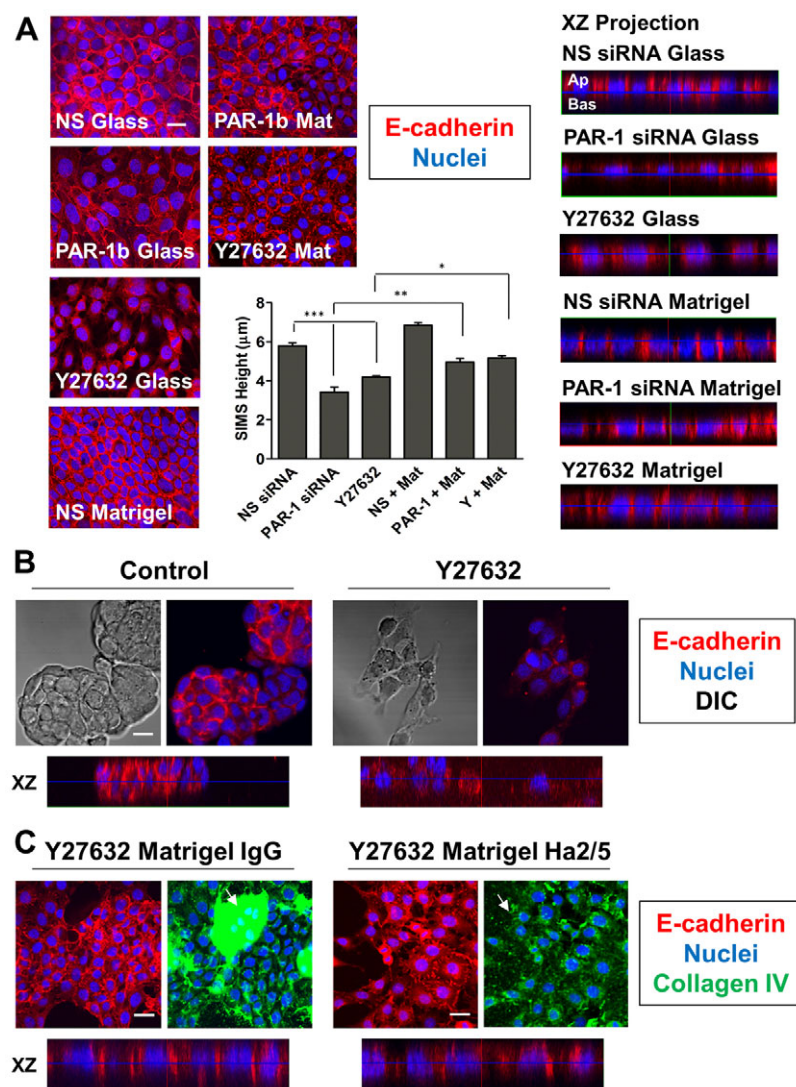 A
NS Glass
PAR-1b Mat
E-cadherin
Nuclei
PAR-1b Glass
Y27632 Mat
Y27632 Glass
NS Matrigel
SIMS Height (μm)
8
6
4
2
0
***
**
*
NS siRNA
PAR-1 siRNA
Y27632
NS + Mat
PAR-1 + Mat
Y + Mat
XZ Projection
NS siRNA Glass
Ap
Bas
PAR-1 siRNA Glass
Y27632 Glass
NS siRNA Matrigel
PAR-1 siRNA Matrigel
Y27632 Matrigel
B
Control
Y27632
E-cadherin
Nuclei
DIC
XZ
C
Y27632 Matrigel IgG
Y27632 Matrigel Ha2/5
E-cadherin
Nuclei
Collagen IV
XZ